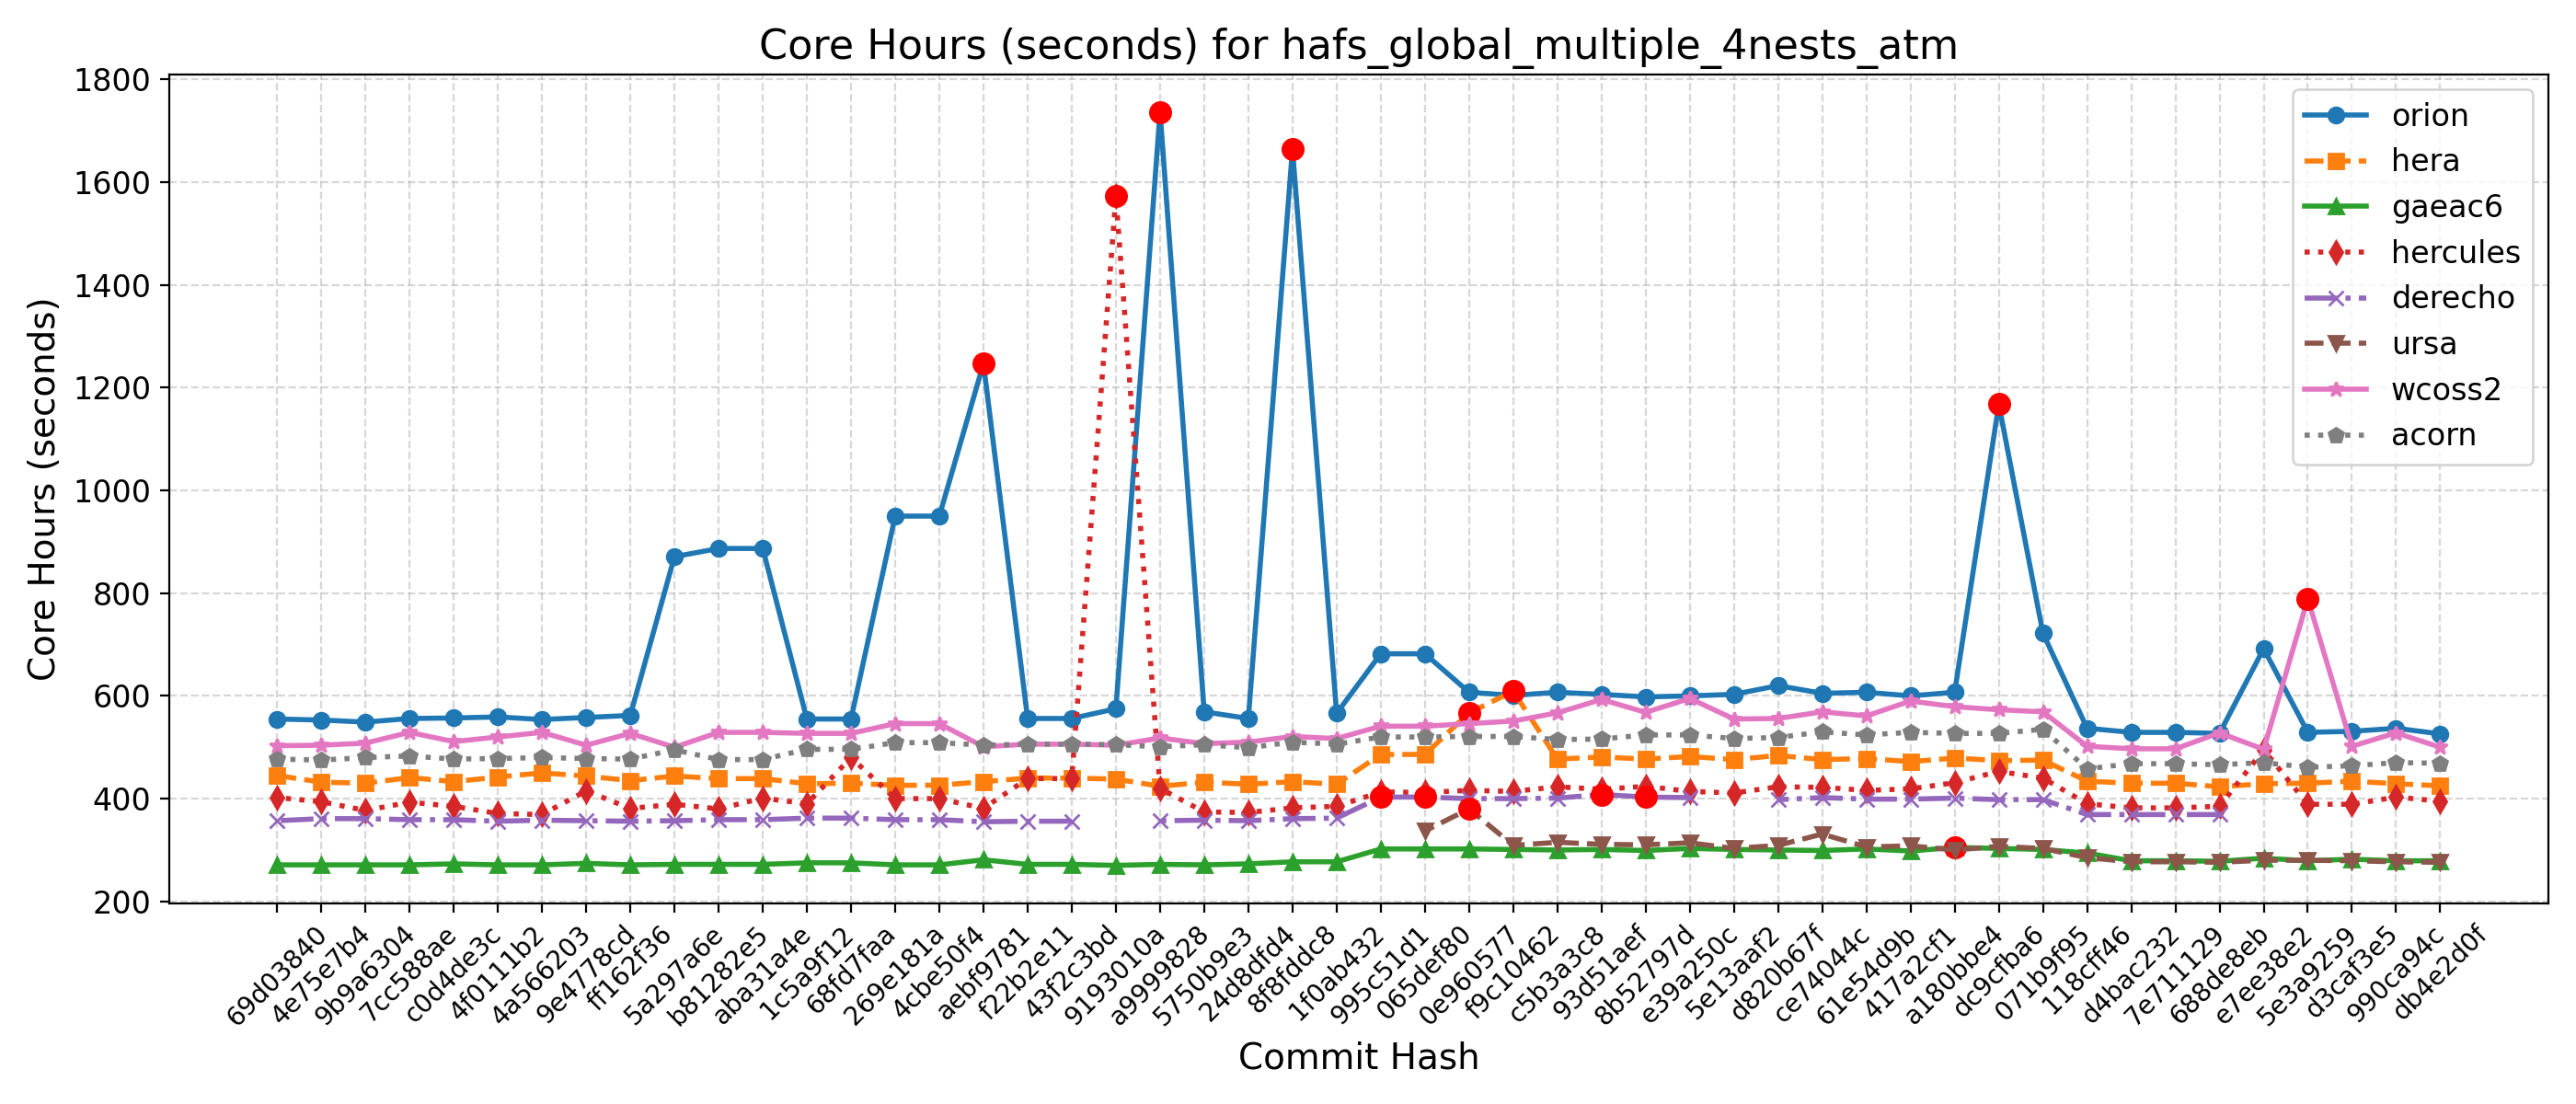 Core Hours (seconds) for hafs_global_multiple_4nests_atm
Core Hours (seconds)
1800
1600
1400
1200
1000
800
600
400
200
orion
hera
gaeac6
hercules
derecho
ursa
wcoss2
acorn
69d03840
4e75e7b4
9b9a6304
7cc588ae
c0d4de3c
4f0111b2
4a566203
9e4778cd
ff162f36
5a297a6e
b81282e5
aba31a4e
1c5a9f12
68fd7faa
269e181a
4cbe50f4
aebf9781
f22b2e11
43f2c3bd
9193010a
a9999828
5750b9e3
24d8dfd4
8f8fddc8
1f0ab432
995c51d1
065def80
0e960577
f9c10462
c5b3a3c8
93d51aef
8b52797d
e39a250c
5e13aaf2
d820b67f
ce74044c
61e54d9b
417a2cf1
a180bbe4
dc9cfba6
071b9f95
118cff46
d4bac232
7e711129
688de8eb
e7ee38e2
5e3a9259
d3caf3e5
990ca94c
db4e2d0f
Commit Hash